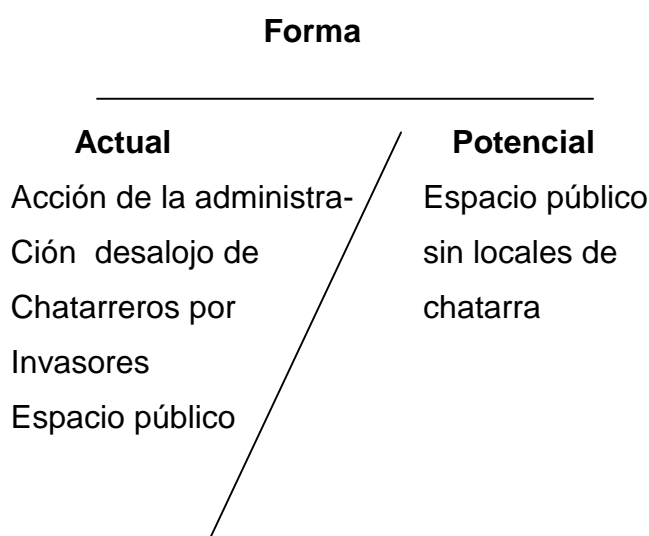 Forma
Actual
Acción de la administra-
Ción desalojo de
Chatarreros por
Invasores
Espacio público
Potencial
Espacio público
sin locales de
chatarra